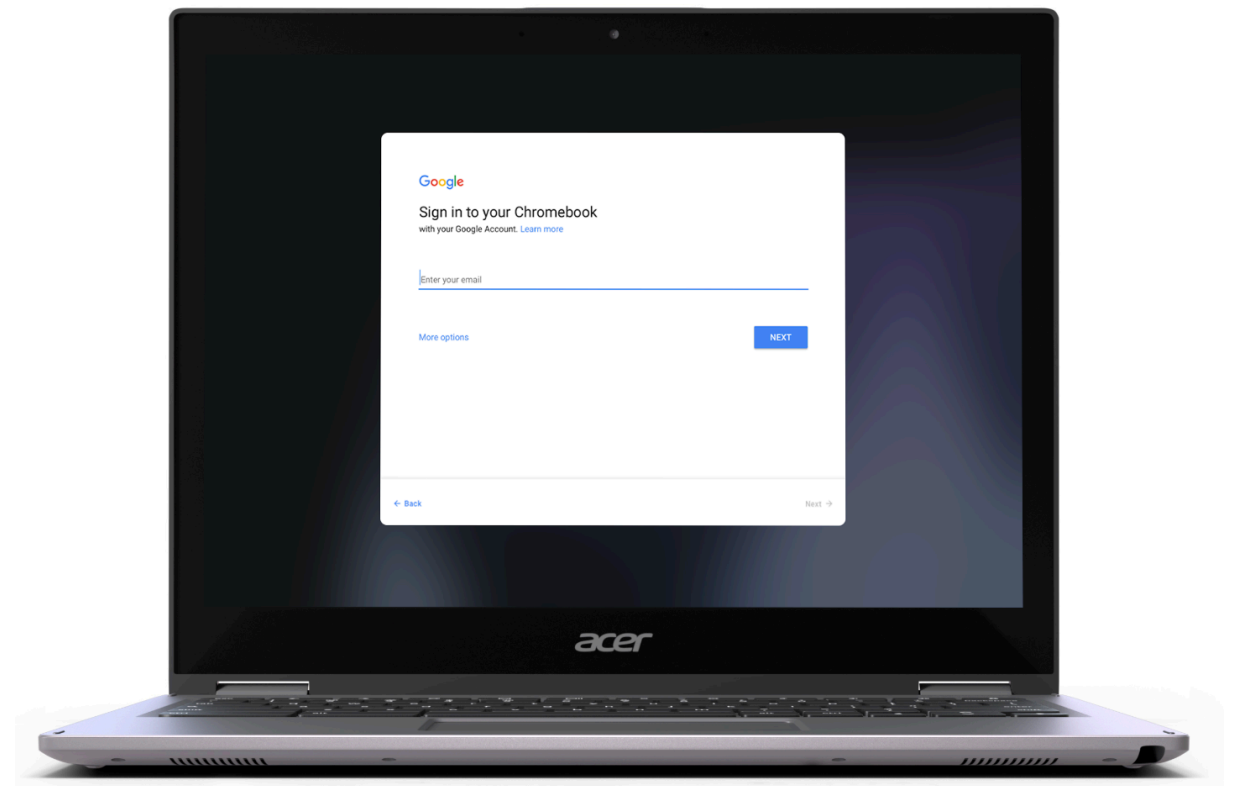 Google
Sign in to your Chromebook
with your Google Account. Learn more
Enter your email
More options
NEXT
← Back
Next →
acer